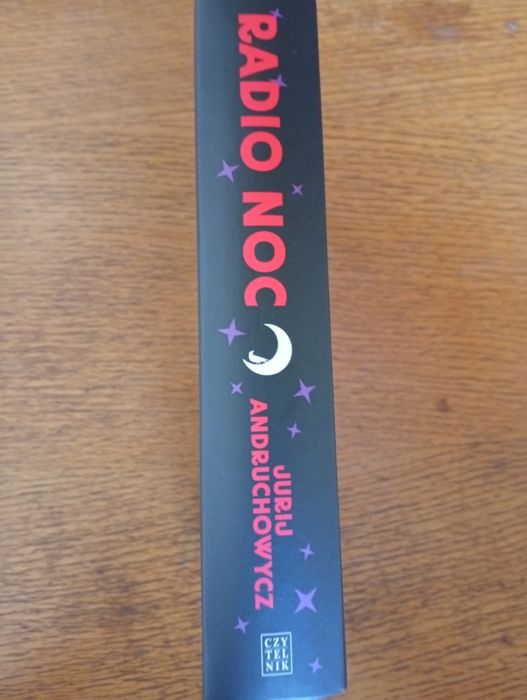 RADIO NOC
JURIJ
ANDRUCHOWYCZ
CZY
TEL
NIK